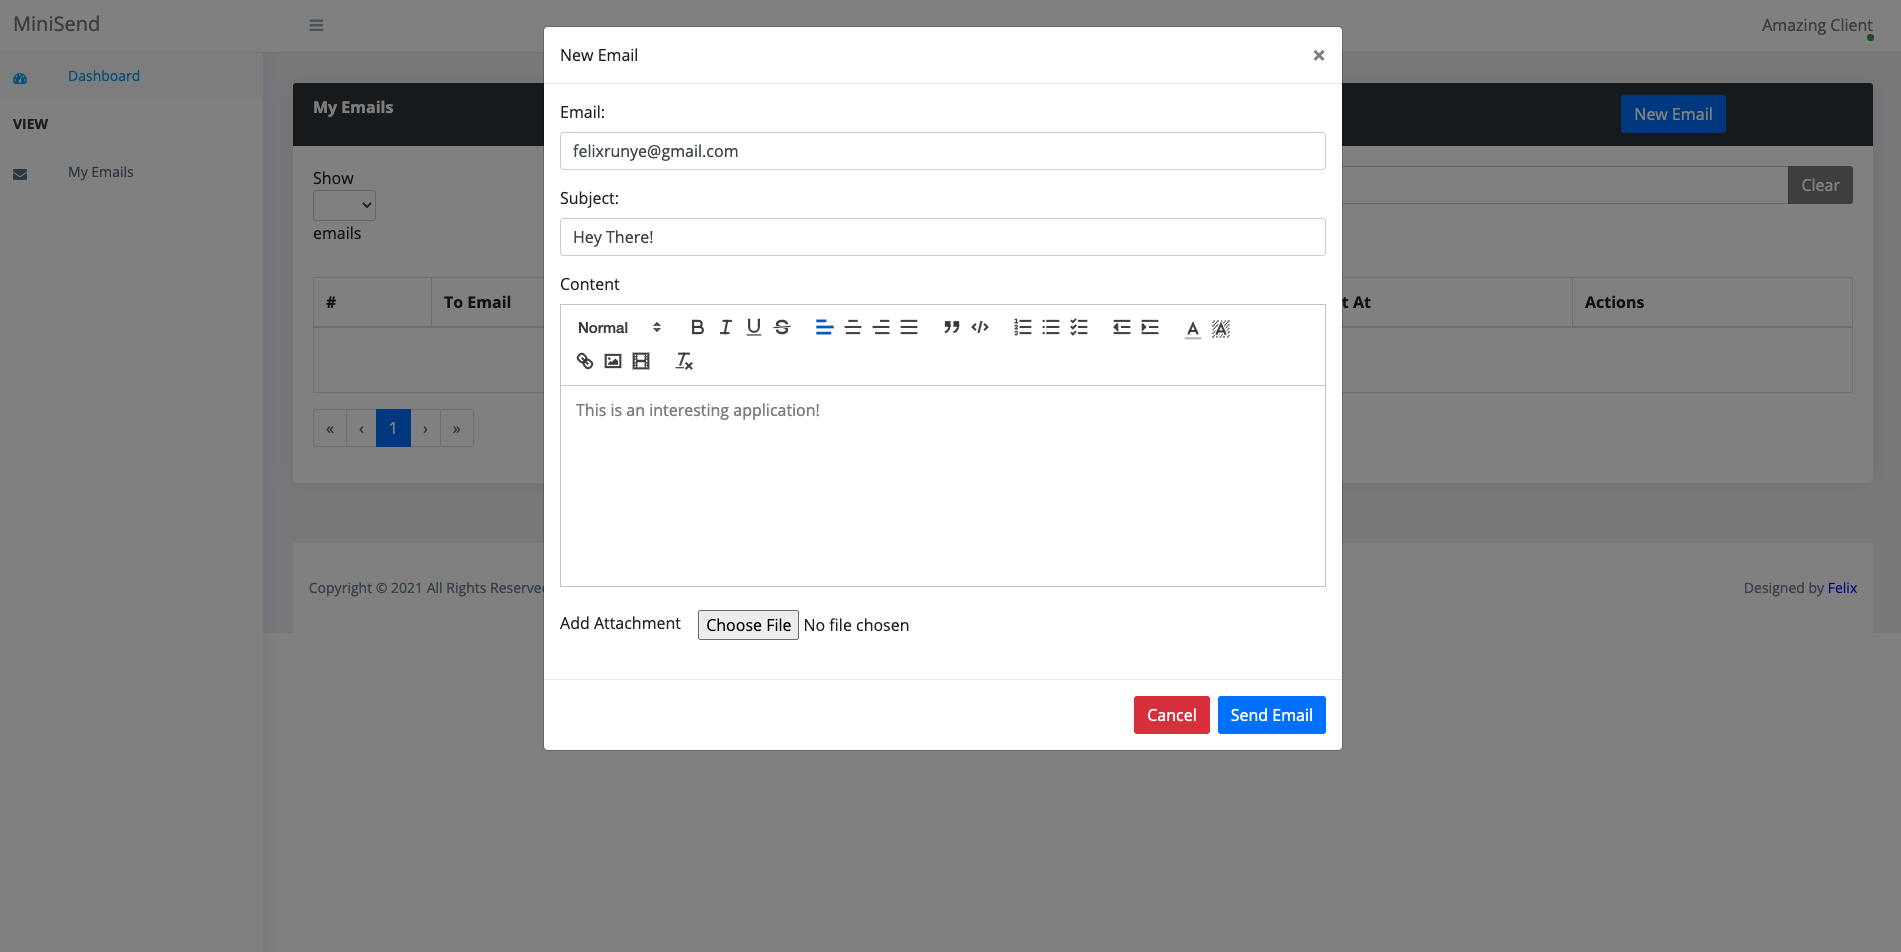 MiniSend
Amazing Client
Dashboard
VIEW
My Emails
My Emails
New Email
Show
emails
Clear
# To Email t At Actions
« ‹ 1 › »
Copyright © 2021 All Rights Reserve
Designed by Felix
New Email ×
Email:
felixrunye@gmail.com
Subject:
Hey There!
Content
Normal
This is an interesting application!
Add Attachment Choose File No file chosen
Cancel Send Email